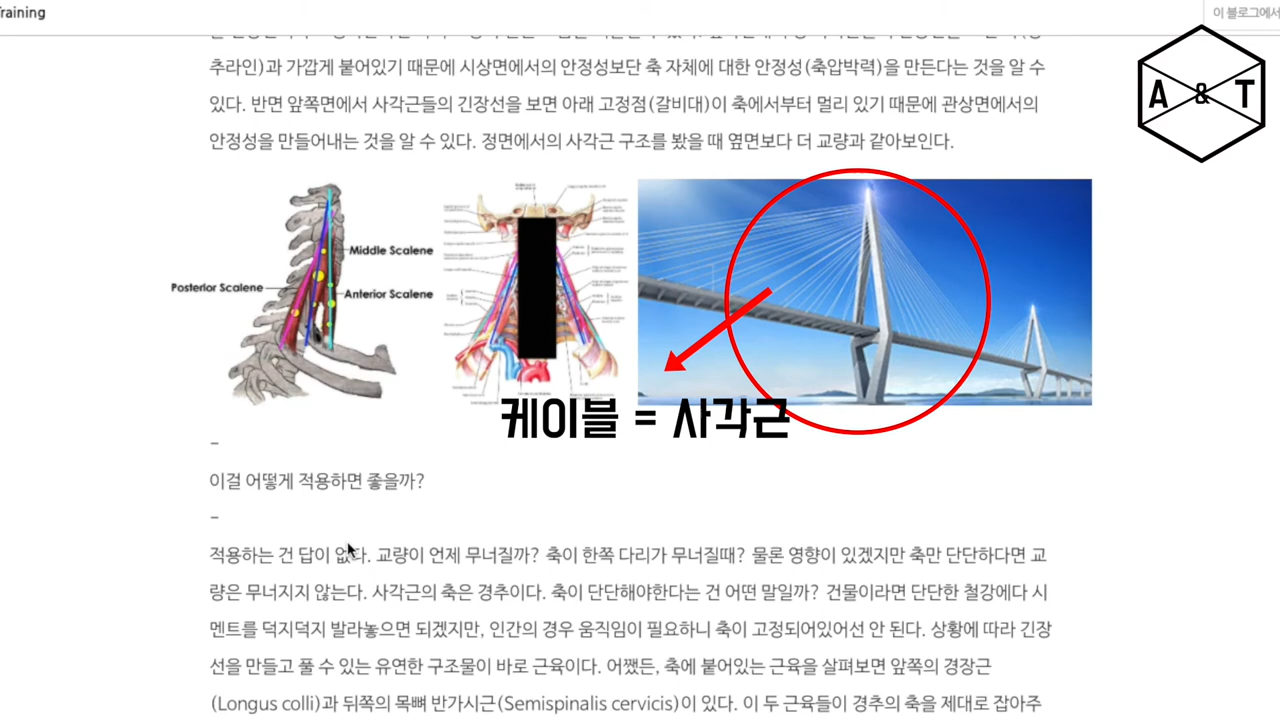 Training
이 블로그에서
A & T
추라인)과 가깝게 붙어있기 때문에 시상면에서의 안정성보단 축 자체에 대한 안정성(축압박력)을 만든다는 것을 알 수
있다. 반면 앞쪽면에서 사각근들의 긴장선을 보면 아래 고정점(갈비대)이 축에서부터 멀리 있기 때문에 관상면에서의
안정성을 만들어내는 것을 알 수 있다. 정면에서의 사각근 구조를 봤을 때 옆면보다 더 교량과 같아보인다.
Middle Scalene
Posterior Scalene
Anterior Scalene
케이블 = 사각근
–
이걸 어떻게 적용하면 좋을까?
–
적용하는 건 답이 없다. 교량이 언제 무너질까? 축이 한쪽 다리가 무너질때? 물론 영향이 있겠지만 축만 단단하다면 교
량은 무너지지 않는다. 사각근의 축은 경추이다. 축이 단단해야한다는 건 어떤 말일까? 건물이라면 단단한 철강에다 시
멘트를 덕지덕지 발라놓으면 되겠지만, 인간의 경우 움직임이 필요하니 축이 고정되어있어선 안 된다. 상황에 따라 긴장
선을 만들고 풀 수 있는 유연한 구조물이 바로 근육이다. 어쨌든, 축에 붙어있는 근육을 살펴보면 앞쪽의 경장근
(Longus colli)과 뒤쪽의 목뼈 반가시근(Semispinalis cervicis)이 있다. 이 두 근육들이 경추의 축을 제대로 잡아주